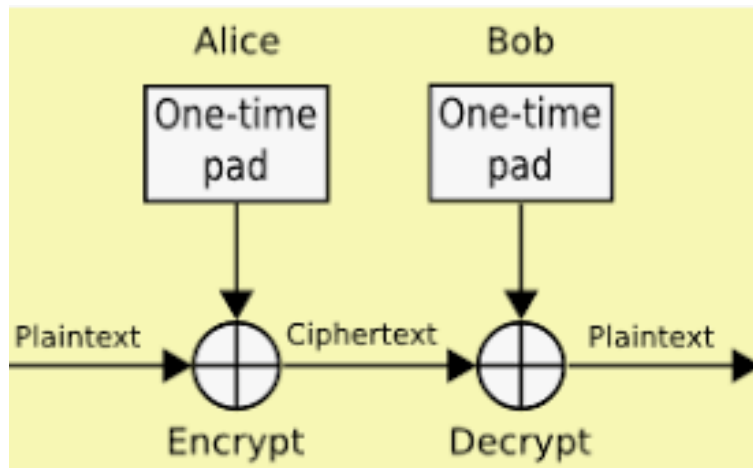 Alice
Bob
One-time
pad
One-time
pad
Plaintext
Ciphertext
Plaintext
Encrypt
Decrypt